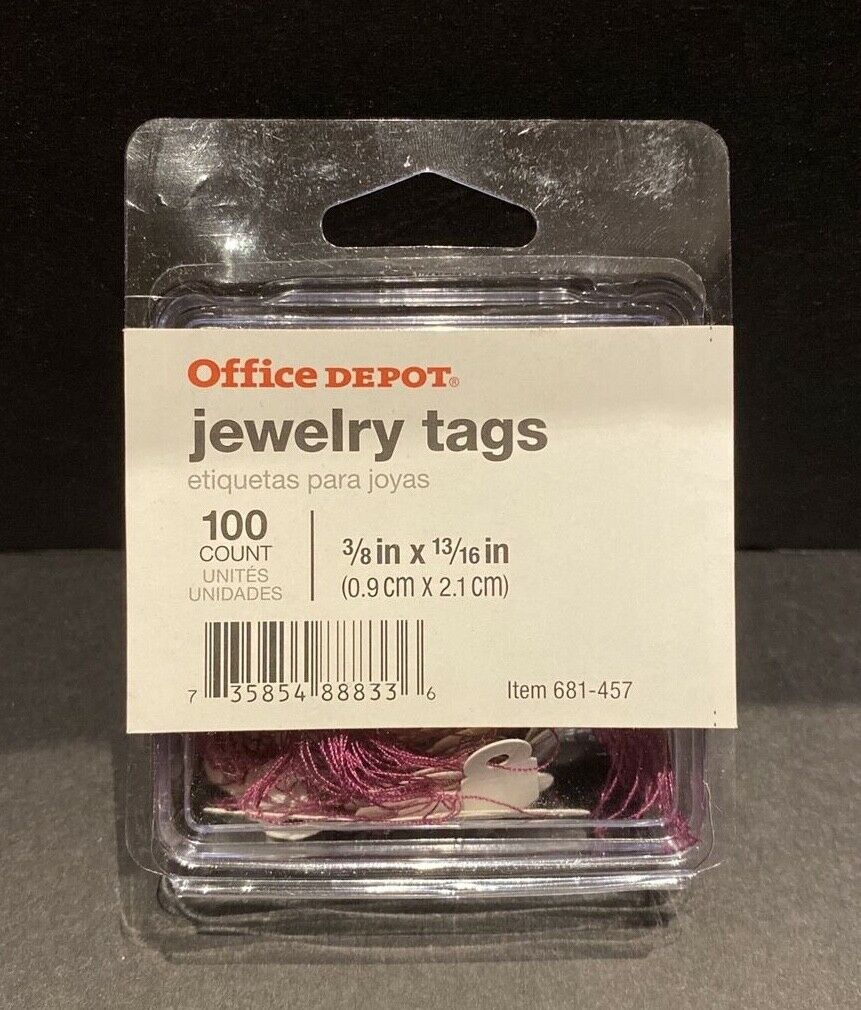 Office DEPOT®
jewelry tags
etiquetas para joyas
100
COUNT
UNITÉS
UNIDADES
3/8 in x 13/16 in
(0.9 cm x 2.1 cm)
7 35854 88833 6
Item 681-457